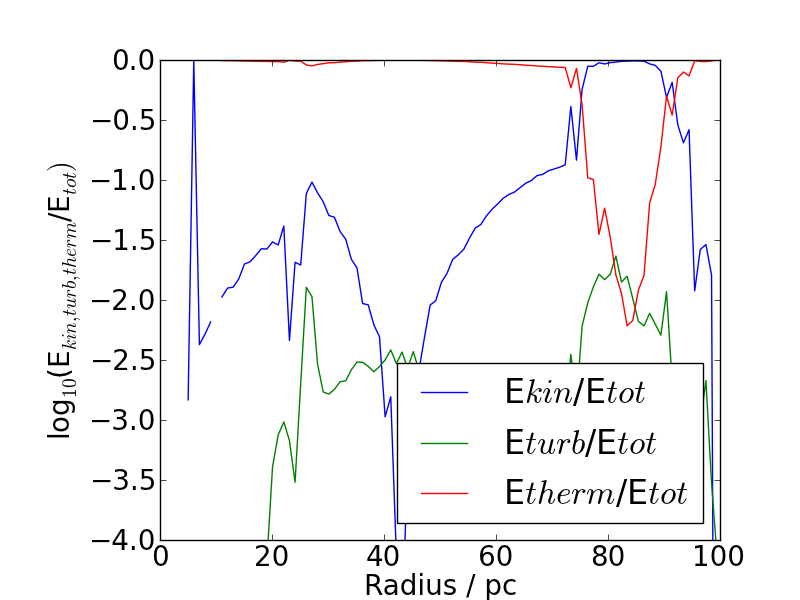 log10(Ekin,turb,therm/Etot)
0.0
−0.5
−1.0
−1.5
−2.0
−2.5
−3.0
−3.5
−4.0
Ekin/Etot
Eturb/Etot
Etherm/Etot
0 20 40 60 80 100
Radius / pc